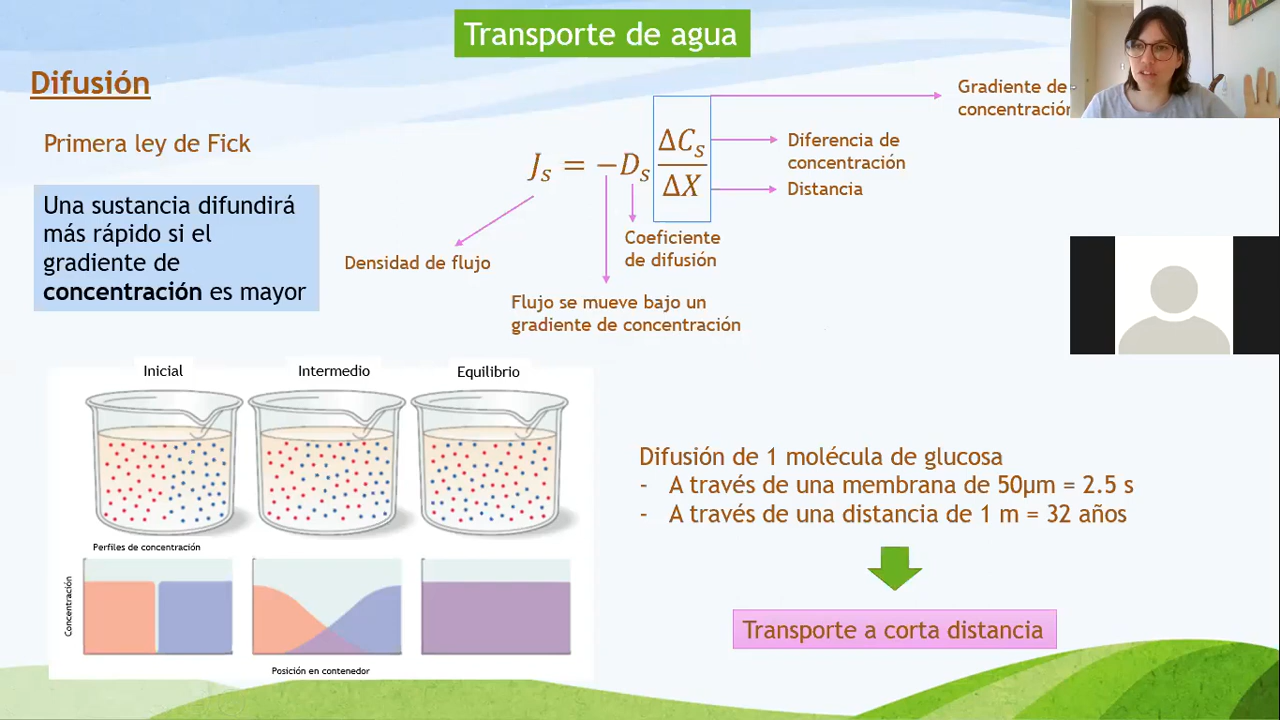 Transporte de agua
Difusión
Primera ley de Fick
Una sustancia difundirá
más rápido si el
gradiente de
concentración es mayor
J_s = −D_s ΔC_s / ΔX
Gradiente de
concentración
Diferencia de
concentración
Distancia
Coeficiente
de difusión
Densidad de flujo
Flujo se mueve bajo un
gradiente de concentración
Inicial
Intermedio
Equilibrio
Perfiles de concentración
Concentración
Posición en contenedor
Difusión de 1 molécula de glucosa
- A través de una membrana de 50μm = 2.5 s
- A través de una distancia de 1 m = 32 años
Transporte a corta distancia